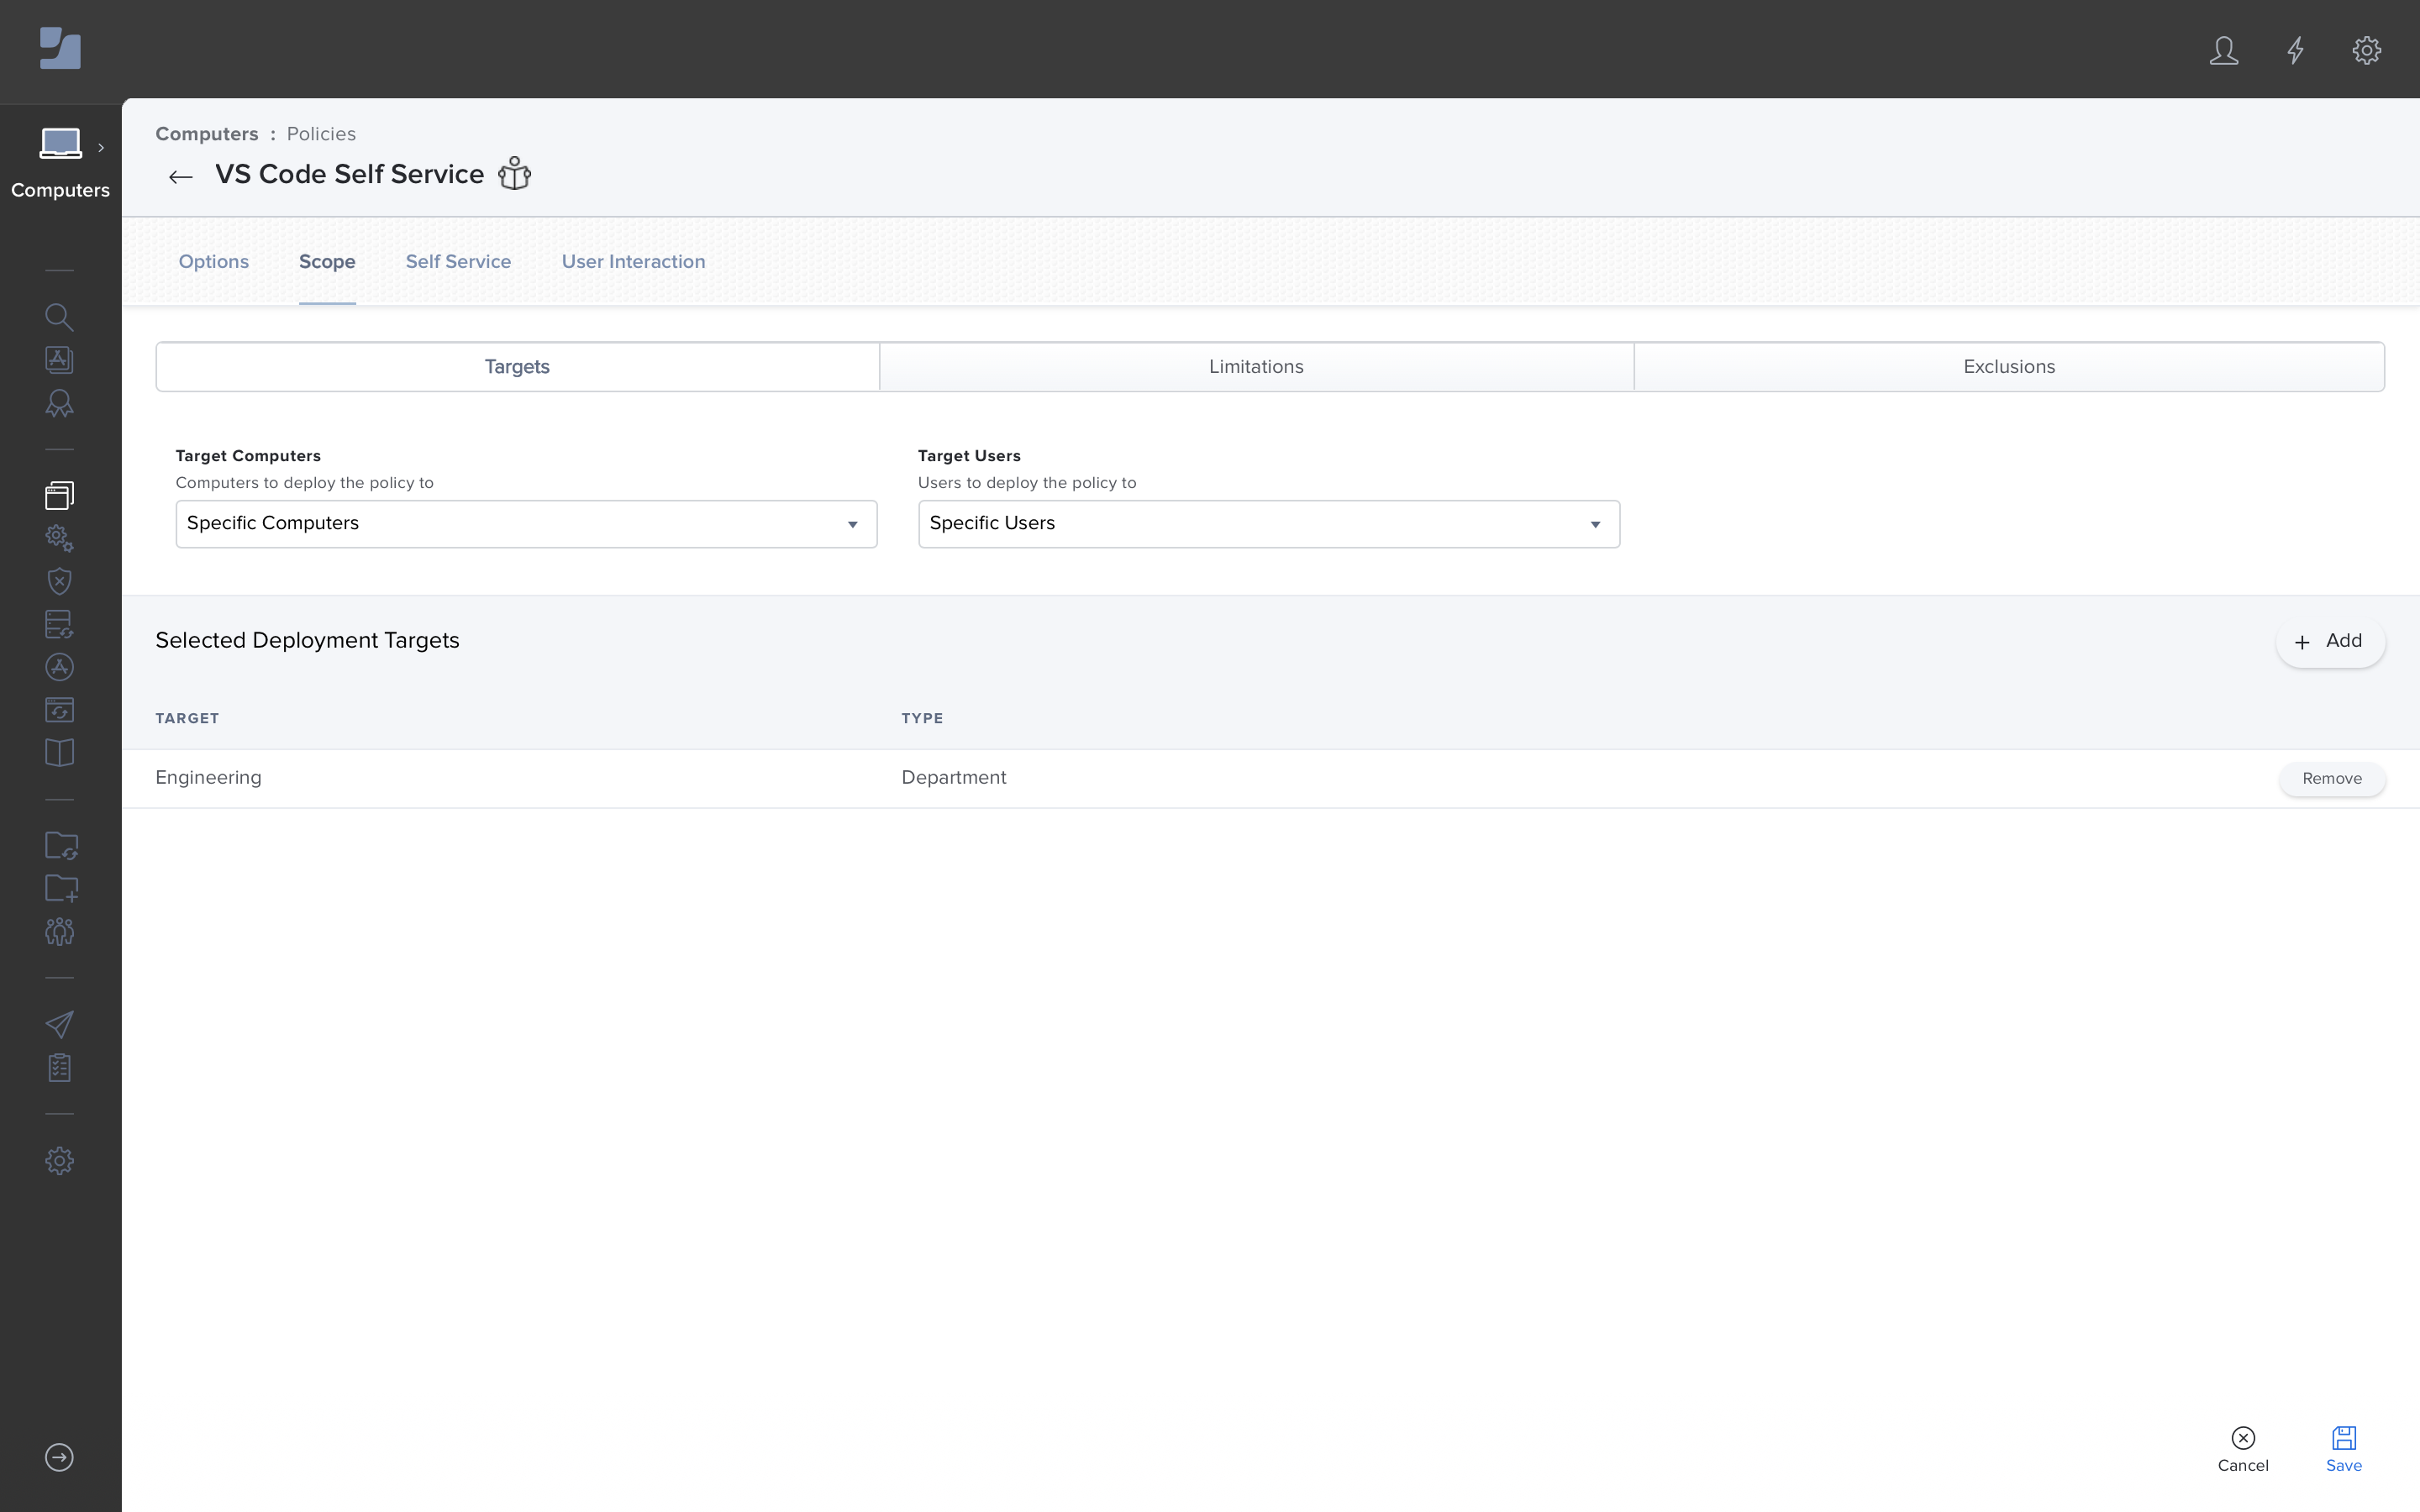 Computers : Policies
VS Code Self Service
Computers
Options
Scope
Self Service
User Interaction
Targets
Limitations
Exclusions
Target Computers
Computers to deploy the policy to
Specific Computers
Target Users
Users to deploy the policy to
Specific Users
Selected Deployment Targets
+ Add
TARGET
TYPE
Engineering
Department
Remove
Cancel
Save